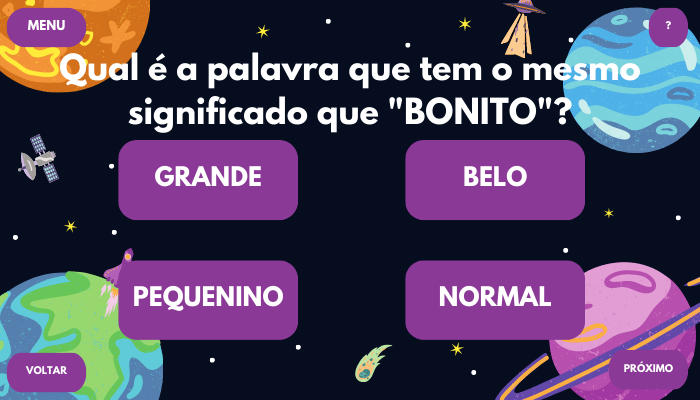 MENU
?
Qual é a palavra que tem o mesmo
significado que "BONITO"?
GRANDE
BELO
PEQUENINO
NORMAL
VOLTAR
PRÓXIMO